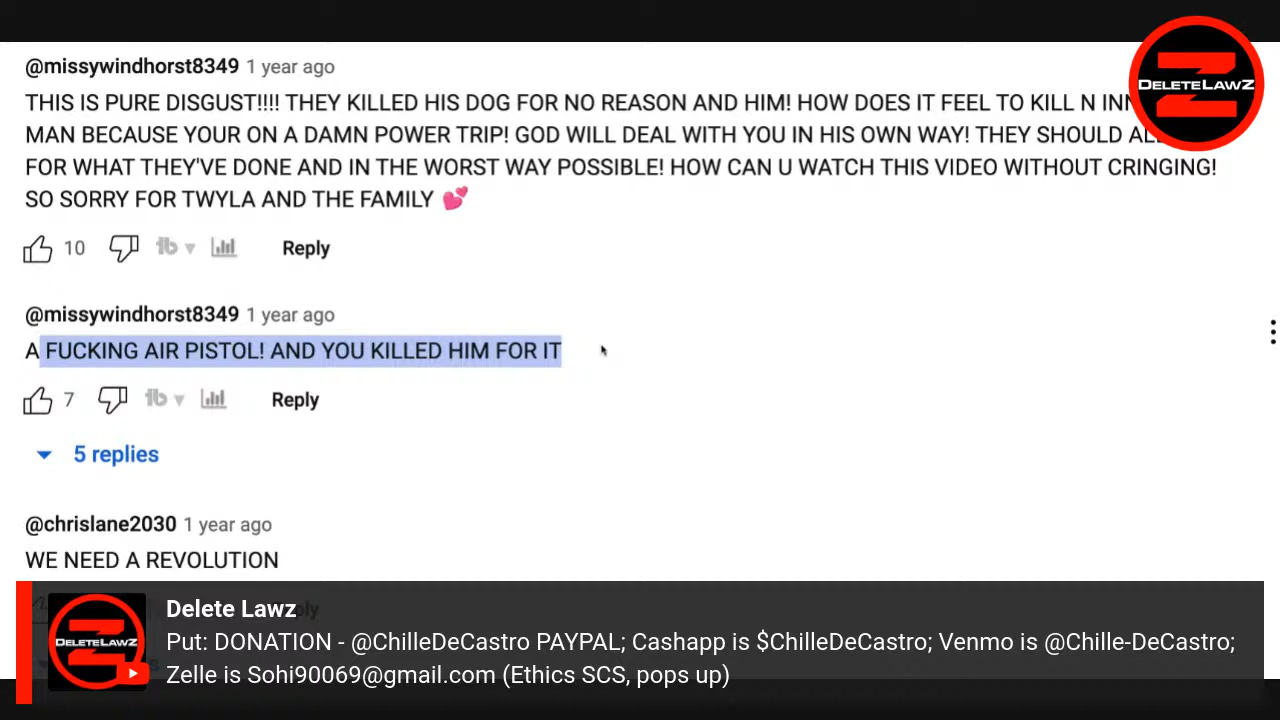 @missywindhorst8349 1 year ago
THIS IS PURE DISGUST!!!! THEY KILLED HIS DOG FOR NO REASON AND HIM! HOW DOES IT FEEL TO KILL N
MAN BECAUSE YOUR ON A DAMN POWER TRIP! GOD WILL DEAL WITH YOU IN HIS OWN WAY! THEY SHOULD
FOR WHAT THEY'VE DONE AND IN THE WORST WAY POSSIBLE! HOW CAN U WATCH THIS VIDEO WITHOUT CRINGING!
SO SORRY FOR TWYLA AND THE FAMILY 💕
10 Reply
@missywindhorst8349 1 year ago
A FUCKING AIR PISTOL! AND YOU KILLED HIM FOR IT
7 Reply
5 replies
@chrislane2030 1 year ago
WE NEED A REVOLUTION
DELETELAWZ
Delete Lawz
Put: DONATION - @ChilleDeCastro PAYPAL; Cashapp is $ChilleDeCastro; Venmo is @Chille-DeCastro;
Zelle is Sohi90069@gmail.com (Ethics SCS, pops up)
DELETELAWZ